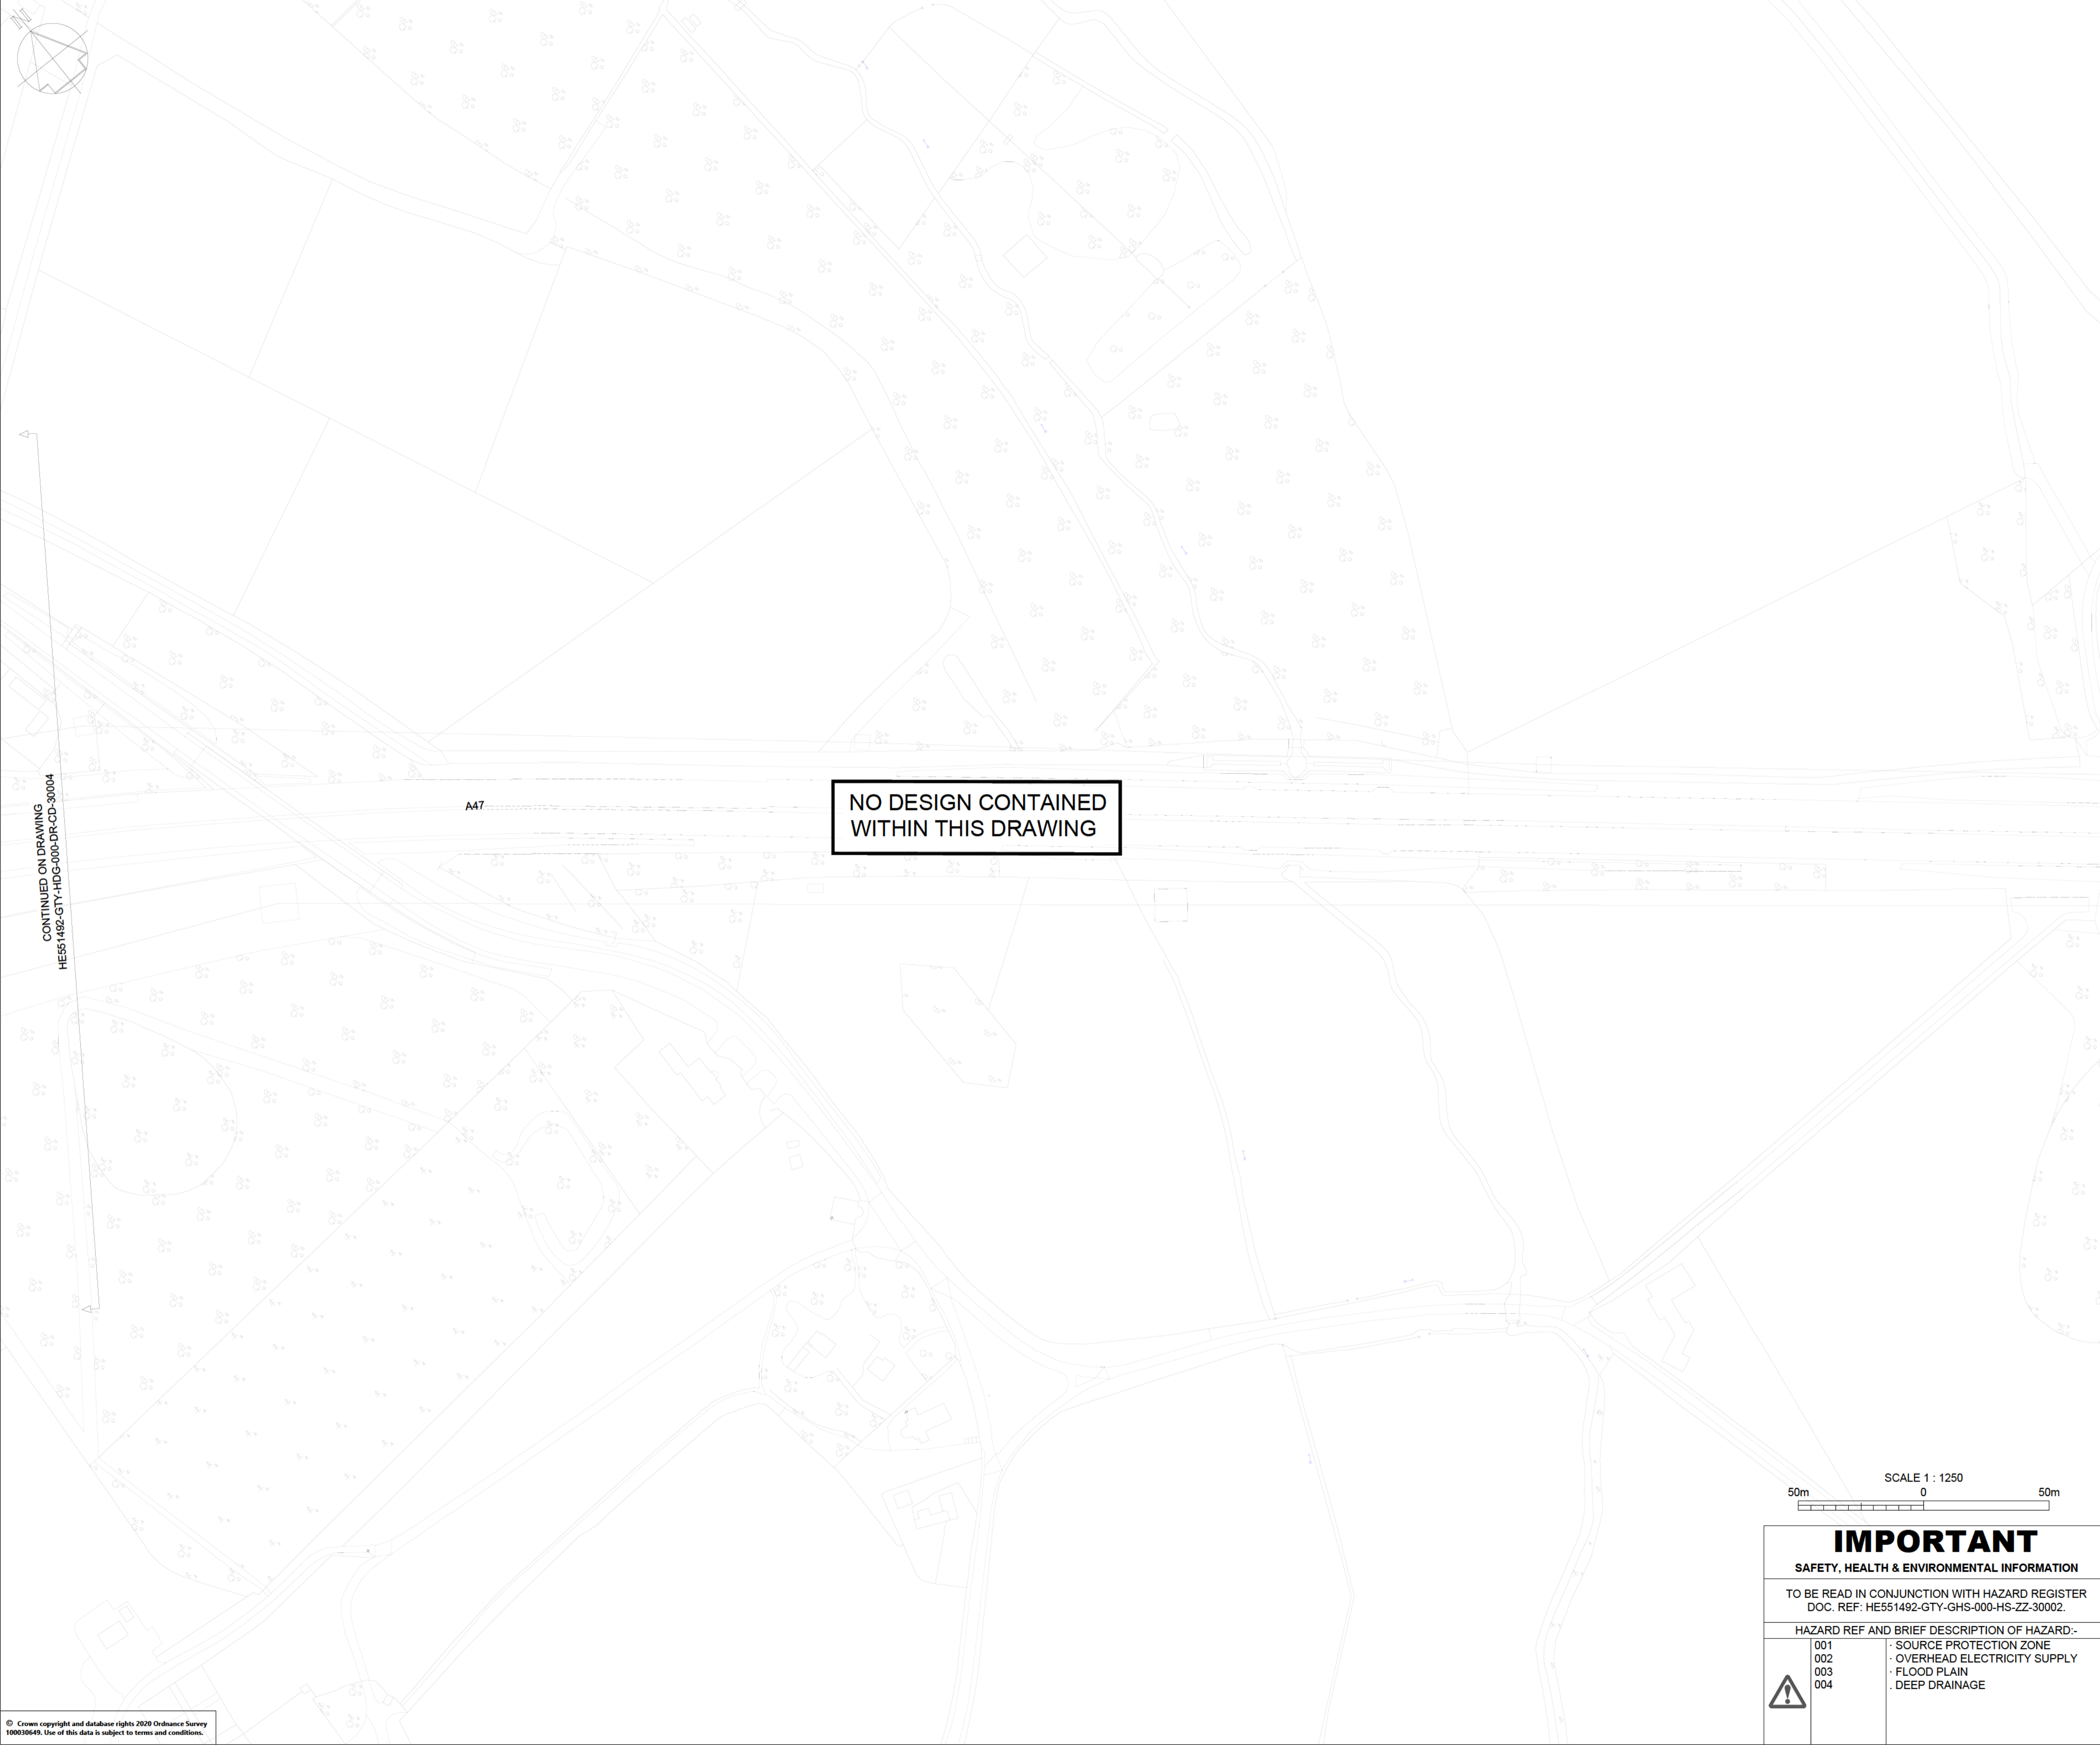 N
CONTINUED ON DRAWING
HE551492-GTY-HDG-000-DR-CD-30004
A47
NO DESIGN CONTAINED
WITHIN THIS DRAWING
SCALE 1 : 1250
50m 0 50m
IMPORTANT
SAFETY, HEALTH & ENVIRONMENTAL INFORMATION
TO BE READ IN CONJUNCTION WITH HAZARD REGISTER
DOC. REF: HE551492-GTY-GHS-000-HS-ZZ-30002.
HAZARD REF AND BRIEF DESCRIPTION OF HAZARD:-
001 · SOURCE PROTECTION ZONE
002 · OVERHEAD ELECTRICITY SUPPLY
003 · FLOOD PLAIN
004 . DEEP DRAINAGE
© Crown copyright and database rights 2020 Ordnance Survey
100030649. Use of this data is subject to terms and conditions.